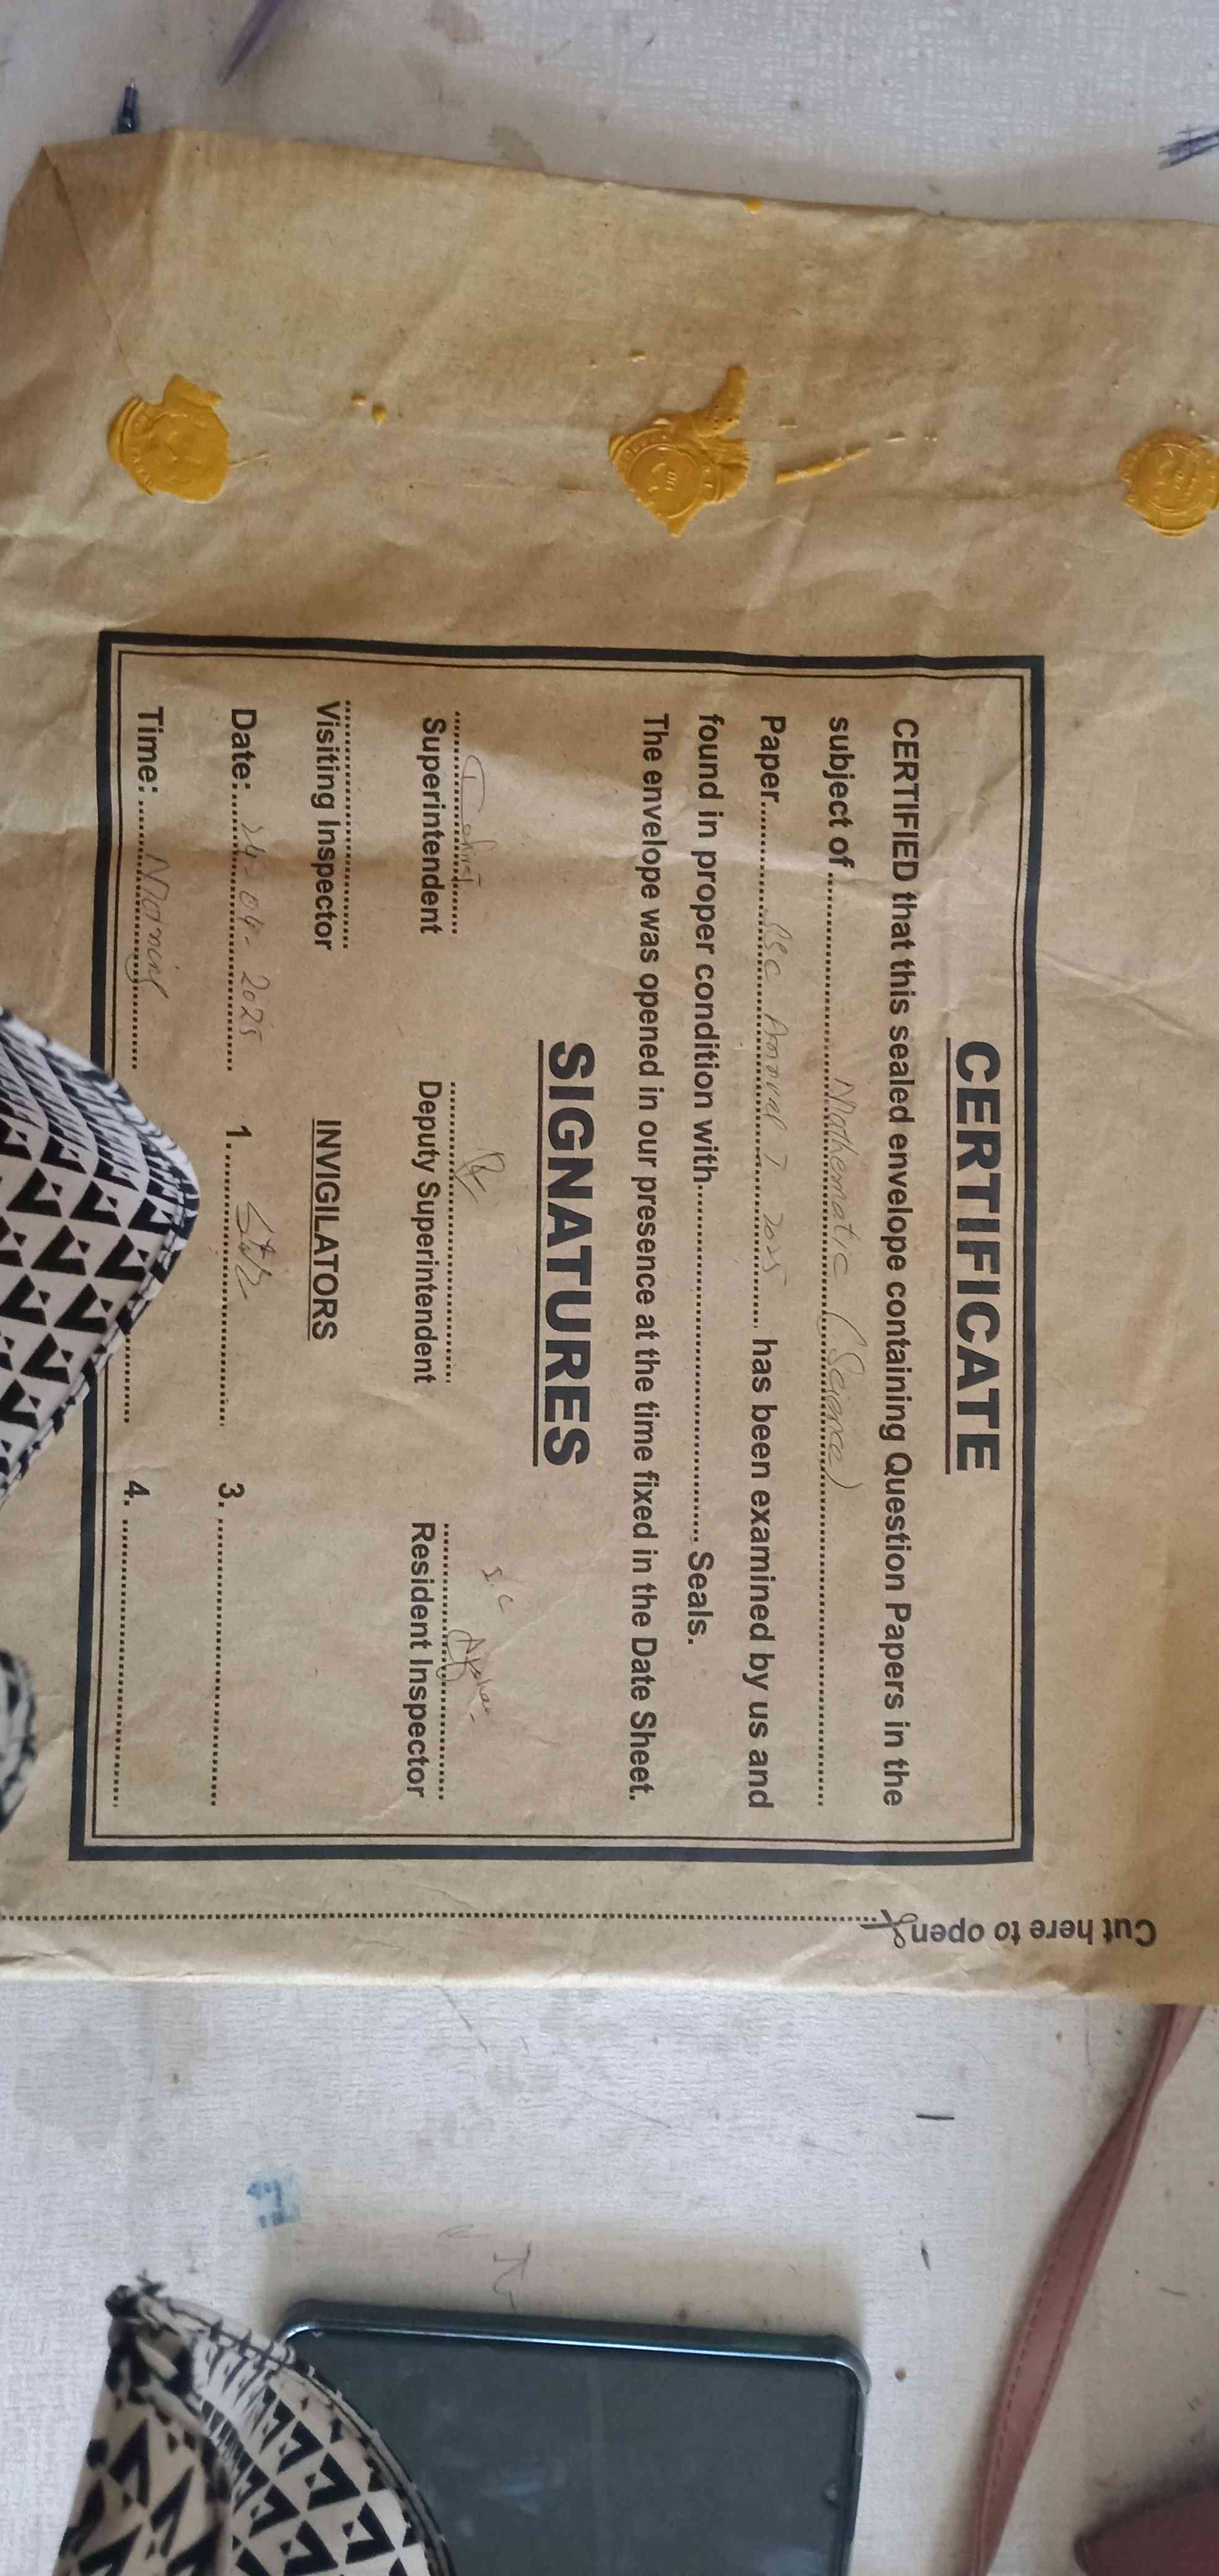 CERTIFICATE
CERTIFIED that this sealed envelope containing Question Papers in the
subject of Mathematic (Science)
Paper SSC Annual I 2025 has been examined by us and
found in proper condition with Seals.
The envelope was opened in our presence at the time fixed in the Date Sheet.
SIGNATURES
S.C
Superintendent Deputy Superintendent Resident Inspector
Visiting Inspector INVIGILATORS
Date: 24-04-2025 1. 3.
Time: Morning 4.
Cut here to open